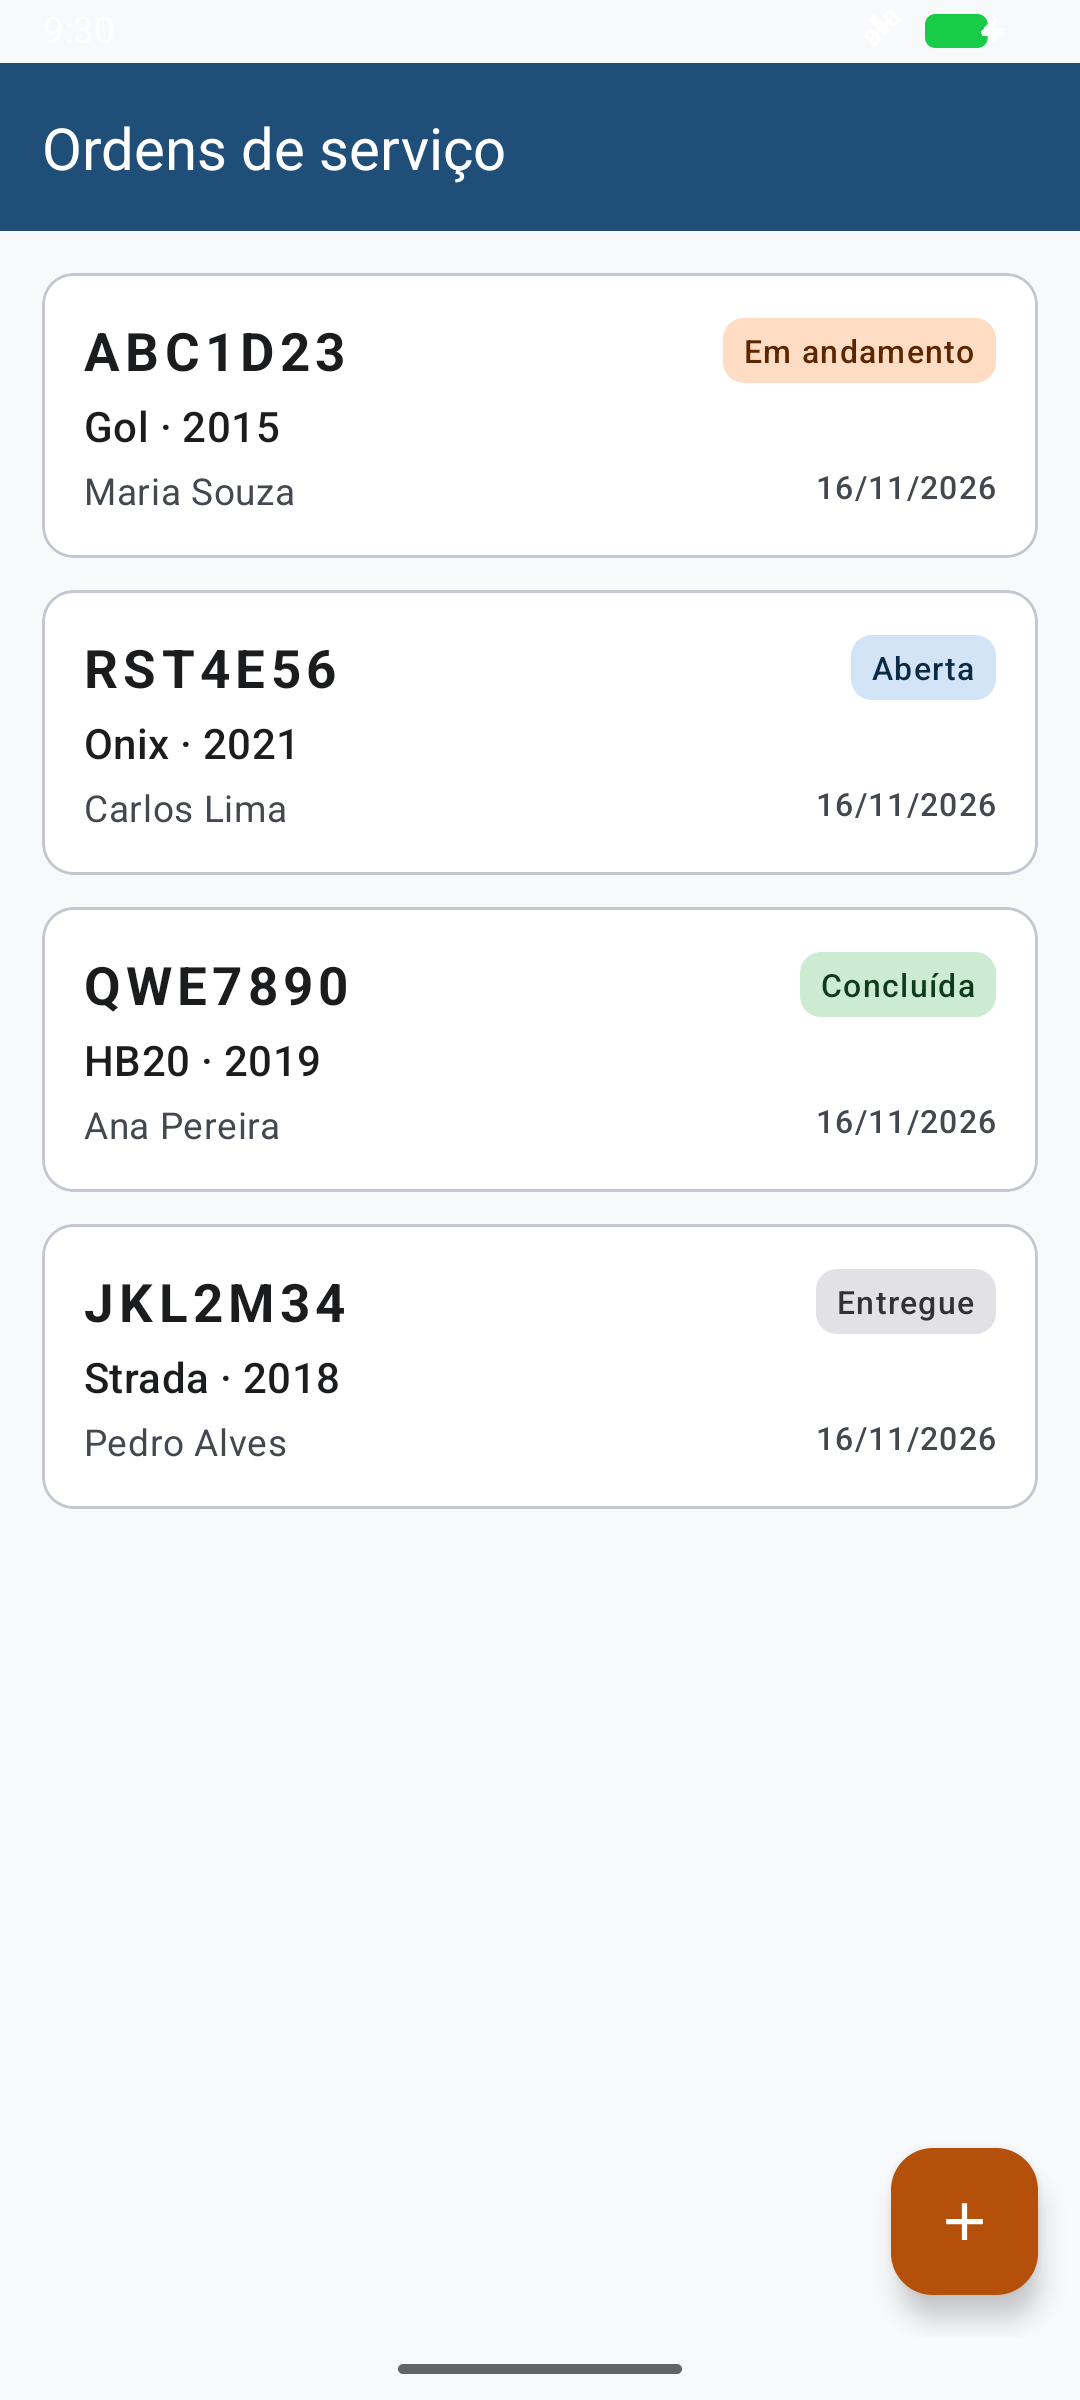 9:30
Ordens de serviço
ABC1D23
Em andamento
Gol · 2015
Maria Souza
16/11/2026
RST4E56
Aberta
Onix · 2021
Carlos Lima
16/11/2026
QWE7890
Concluída
HB20 · 2019
Ana Pereira
16/11/2026
JKL2M34
Entregue
Strada · 2018
Pedro Alves
16/11/2026
+